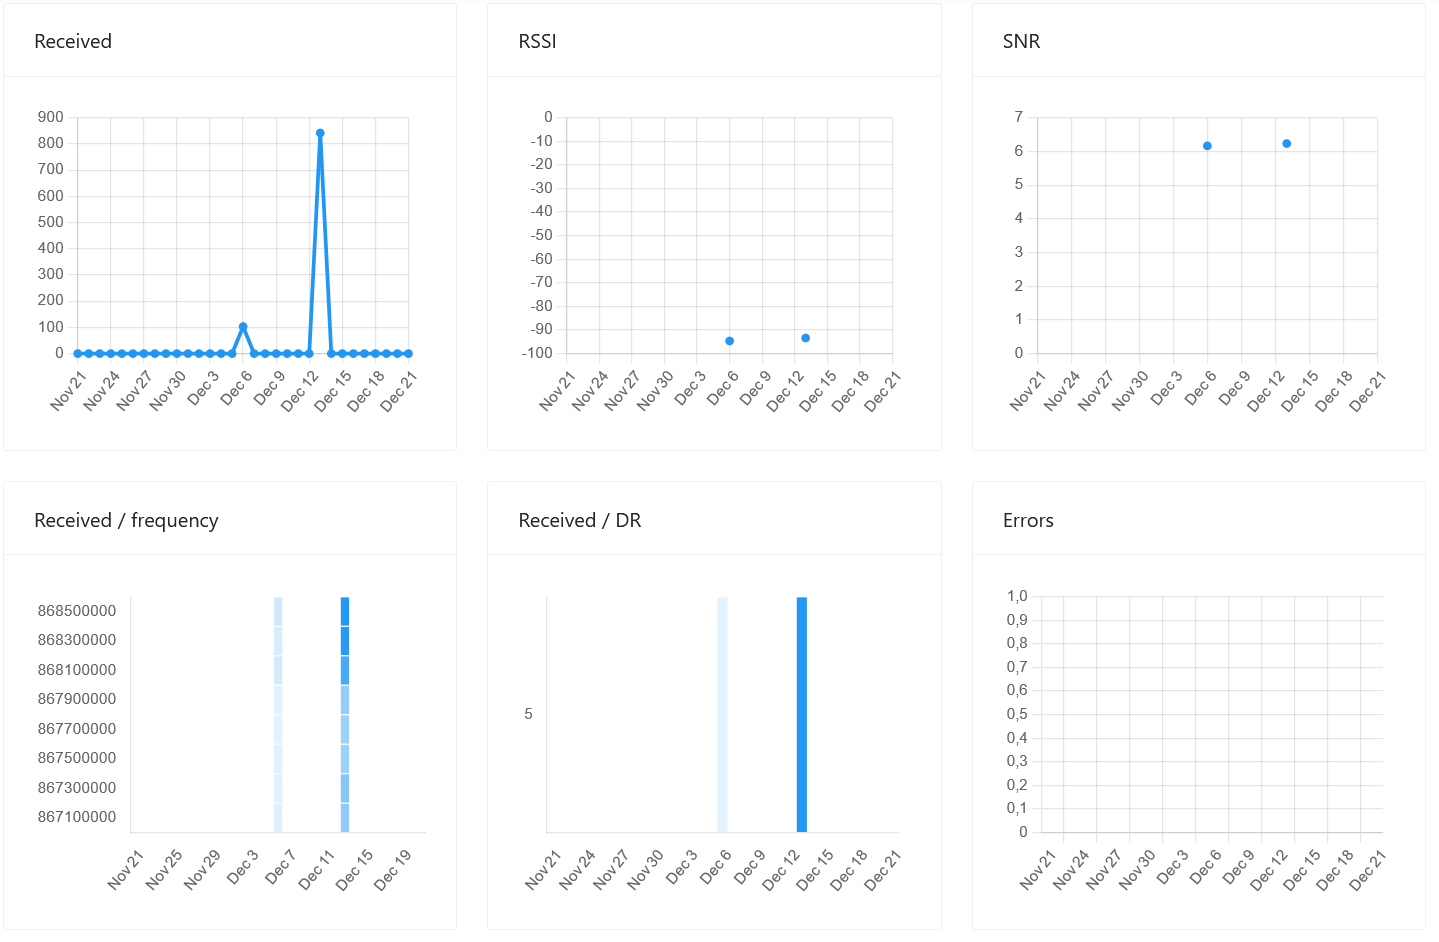 Received
900
800
700
600
500
400
300
200
100
0
Nov 21
Nov 24
Nov 27
Nov 30
Dec 3
Dec 6
Dec 9
Dec 12
Dec 15
Dec 18
Dec 21
RSSI
0
-10
-20
-30
-40
-50
-60
-70
-80
-90
-100
Nov 21
Nov 24
Nov 27
Nov 30
Dec 3
Dec 6
Dec 9
Dec 12
Dec 15
Dec 18
Dec 21
SNR
7
6
5
4
3
2
1
0
Nov 21
Nov 24
Nov 27
Nov 30
Dec 3
Dec 6
Dec 9
Dec 12
Dec 15
Dec 18
Dec 21
Received / frequency
868500000
868300000
868100000
867900000
867700000
867500000
867300000
867100000
Nov 21
Nov 25
Nov 29
Dec 3
Dec 7
Dec 11
Dec 15
Dec 19
Received / DR
5
Nov 21
Nov 24
Nov 27
Nov 30
Dec 3
Dec 6
Dec 9
Dec 12
Dec 15
Dec 18
Dec 21
Errors
1,0
0,9
0,8
0,7
0,6
0,5
0,4
0,3
0,2
0,1
0
Nov 21
Nov 24
Nov 27
Nov 30
Dec 3
Dec 6
Dec 9
Dec 12
Dec 15
Dec 18
Dec 21